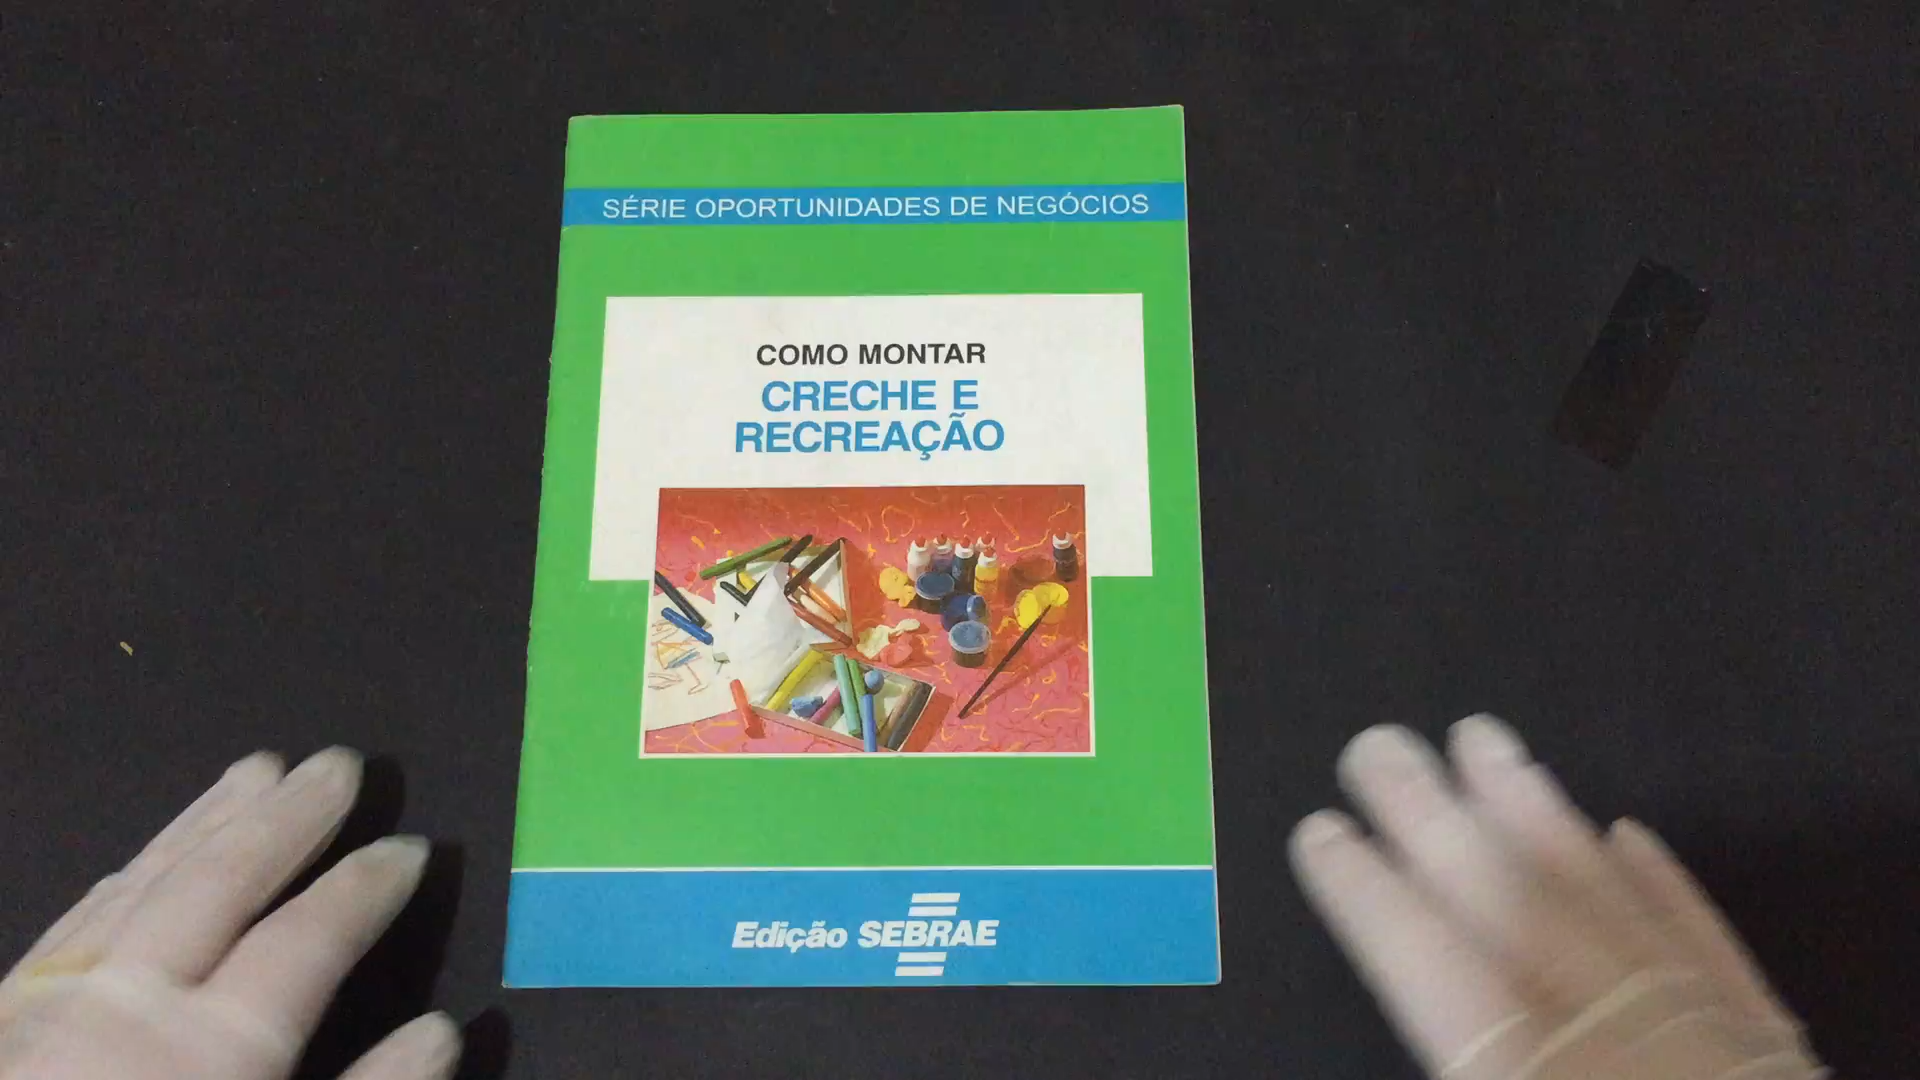 SÉRIE OPORTUNIDADES DE NEGÓCIOS
COMO MONTAR
CRECHE E
RECREAÇÃO
Edição SEBRAE